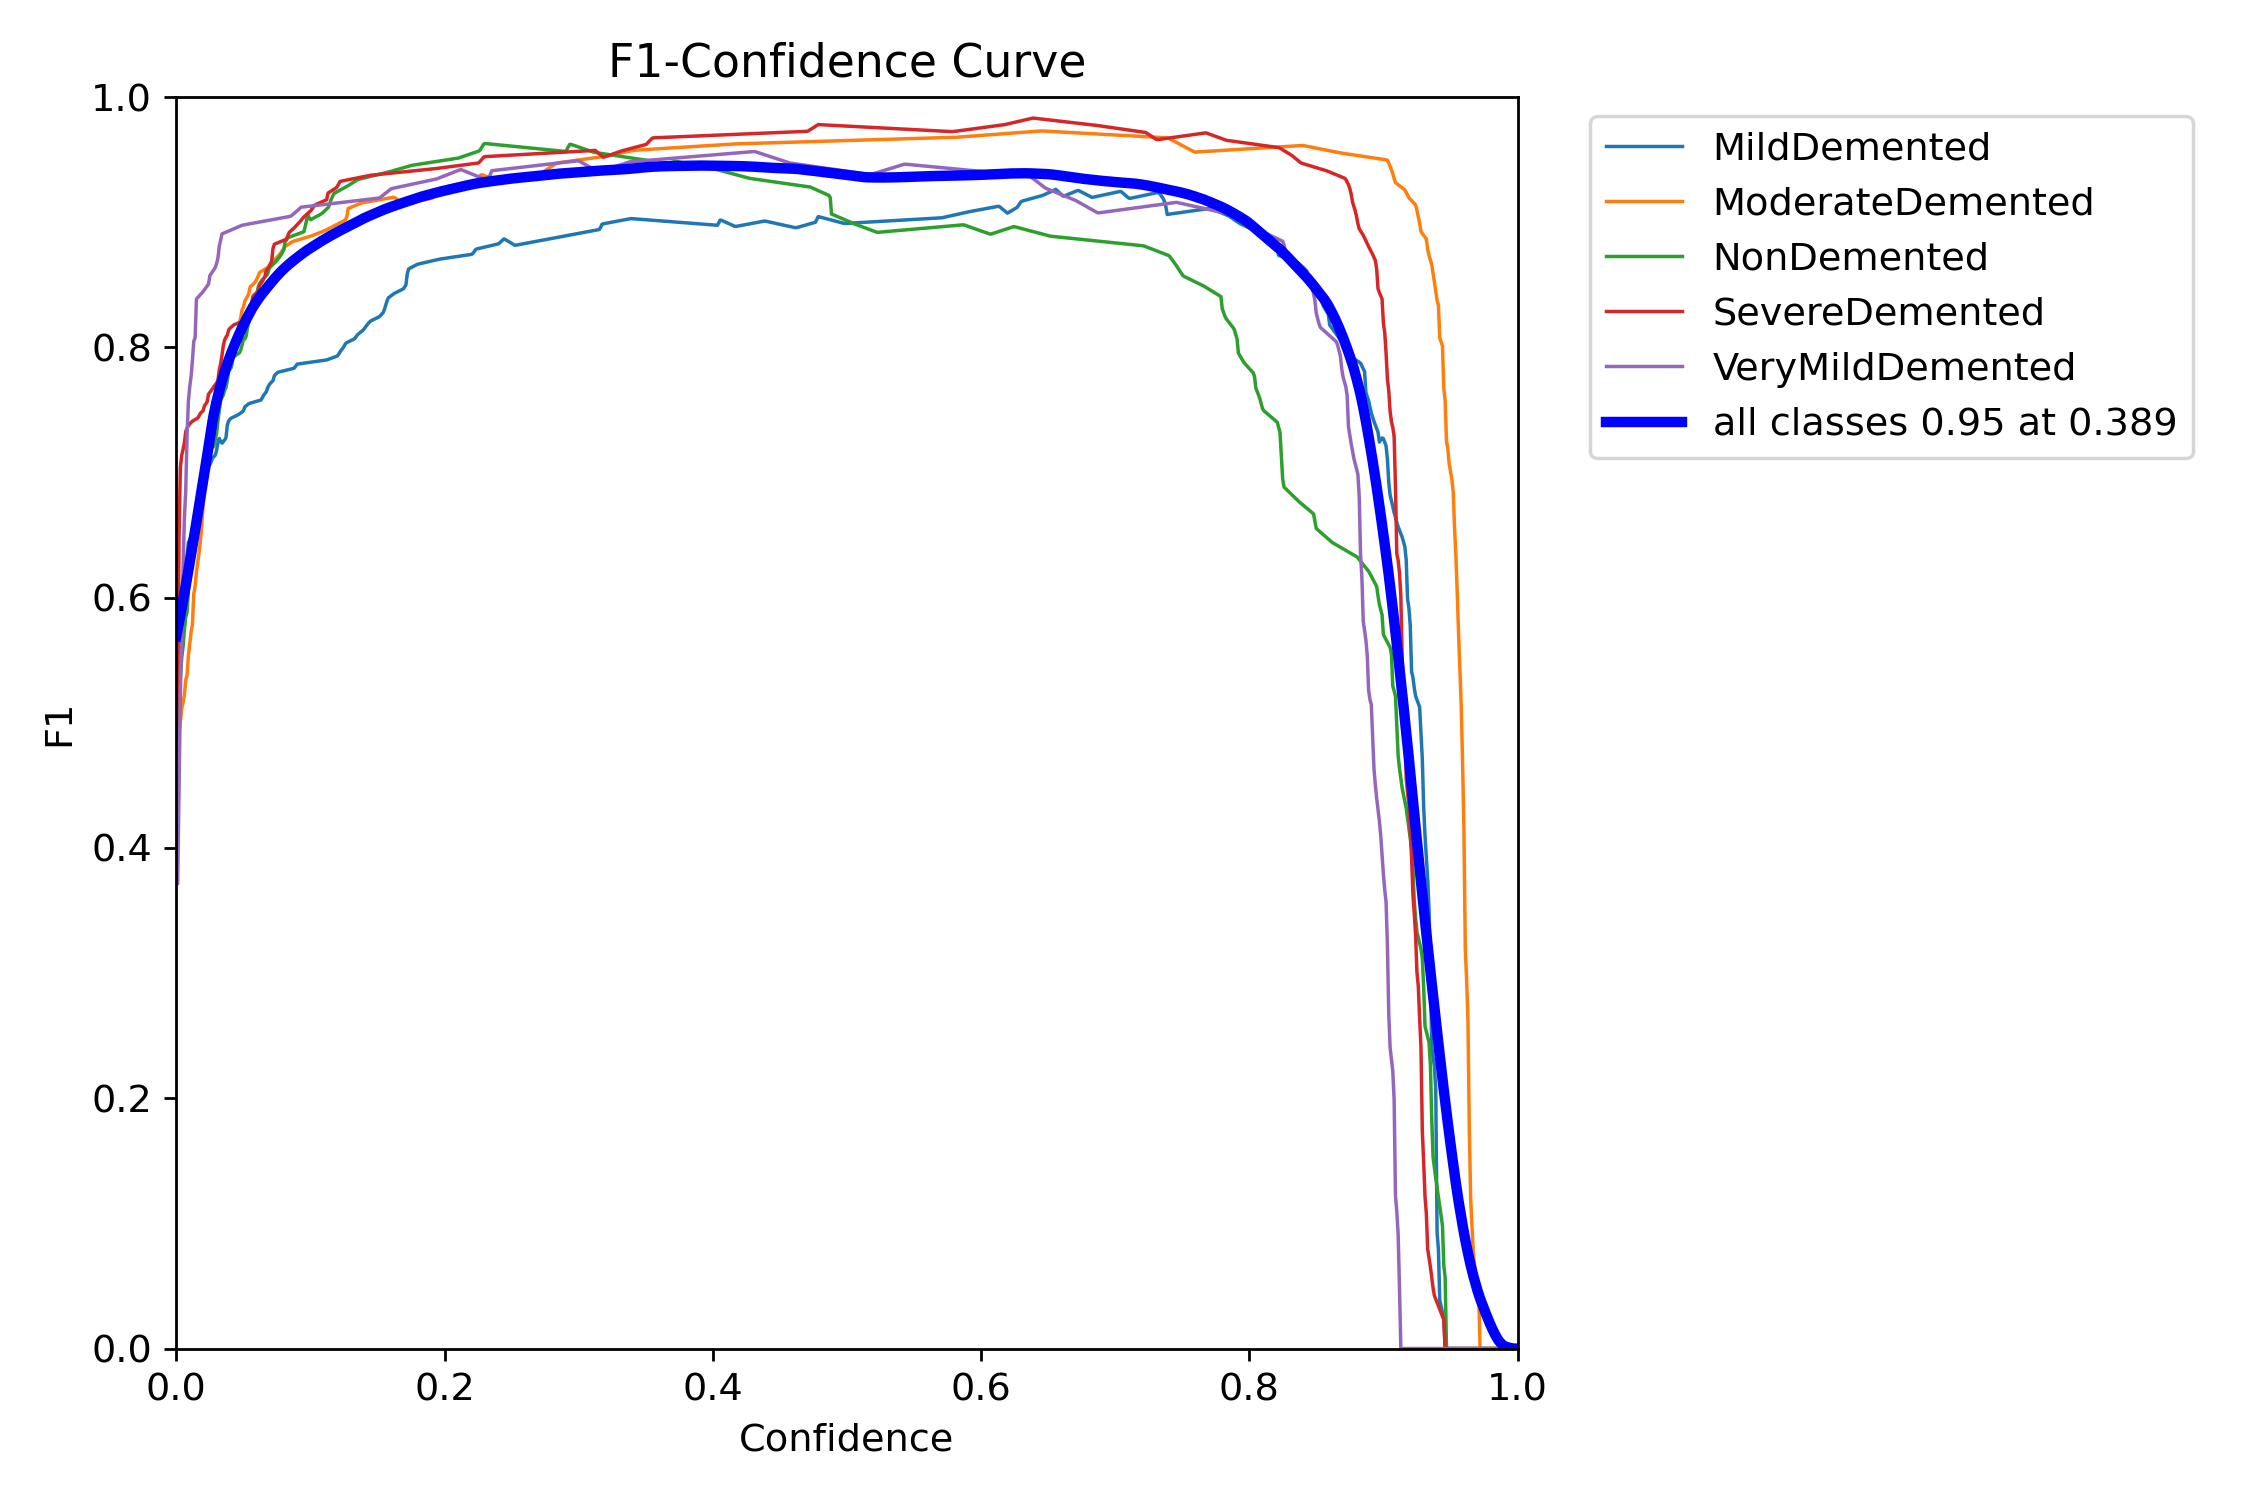 F1-Confidence Curve
1.0
0.8
0.6
0.4
0.2
0.0
F1
0.0 0.2 0.4 0.6 0.8 1.0
Confidence
MildDemented
ModerateDemented
NonDemented
SevereDemented
VeryMildDemented
all classes 0.95 at 0.389